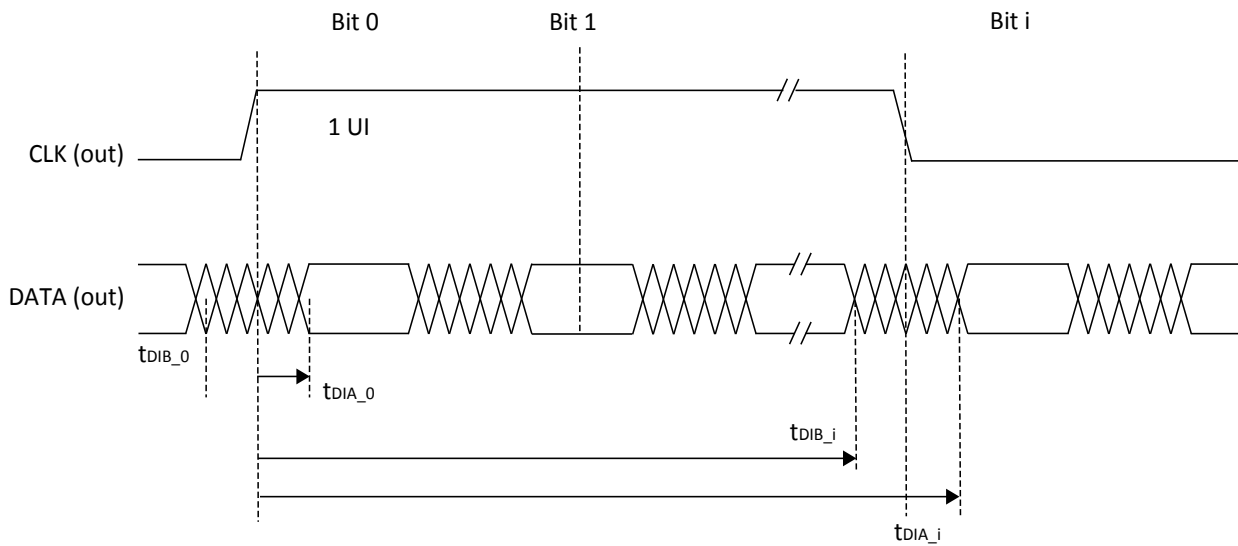 Bit 0
Bit 1
Bit i
1 UI
CLK (out)
DATA (out)
tDIB_0
tDIA_0
tDIB_i
tDIA_i